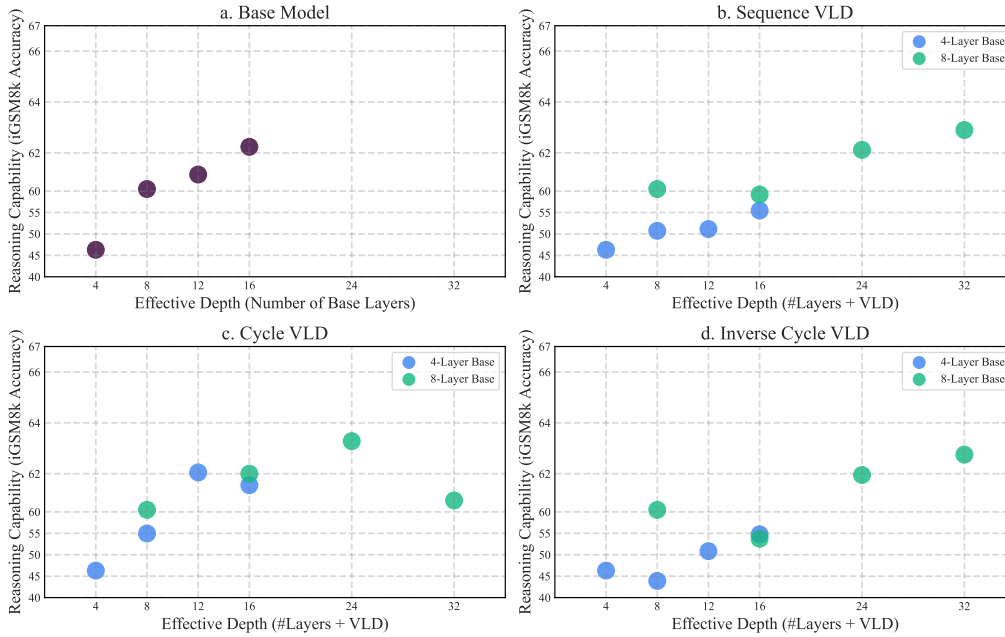 a. Base Model
Reasoning Capability (iGSM8k Accuracy)
67
66
64
62
60
55
50
45
40
4 8 12 16 24 32
Effective Depth (Number of Base Layers)
b. Sequence VLD
Reasoning Capability (iGSM8k Accuracy)
67
66
64
62
60
55
50
45
40
4-Layer Base
8-Layer Base
4 8 12 16 24 32
Effective Depth (#Layers + VLD)
c. Cycle VLD
Reasoning Capability (iGSM8k Accuracy)
67
66
64
62
60
55
50
45
40
4-Layer Base
8-Layer Base
4 8 12 16 24 32
Effective Depth (#Layers + VLD)
d. Inverse Cycle VLD
Reasoning Capability (iGSM8k Accuracy)
67
66
64
62
60
55
50
45
40
4-Layer Base
8-Layer Base
4 8 12 16 24 32
Effective Depth (#Layers + VLD)